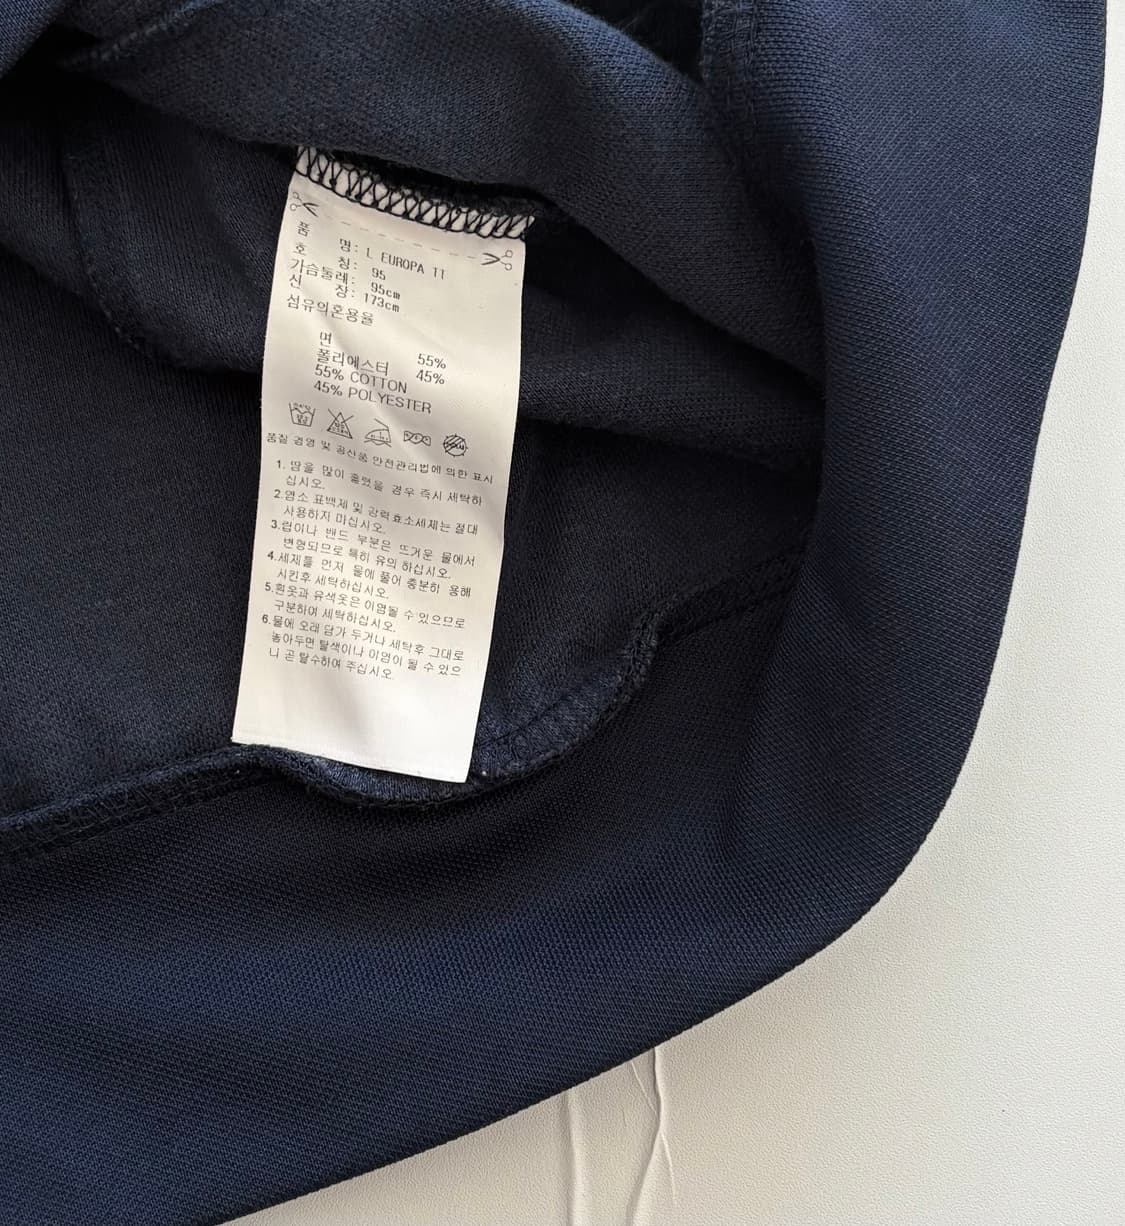 품 명: L EUROPA TT
호 칭: 95
가슴둘레: 95cm
신 장: 173cm
섬유의혼용율
면 55%
폴리에스터 45%
55% COTTON
45% POLYESTER
품질 경영 및 공산품 안전관리법에 의한 표시
1. 땀을 많이 흘렸을 경우 즉시 세탁하
십시오.
2.염소 표백제 및 강력효소세제는 절대
사용하지 마십시오.
3.럽이나 밴드 부분은 뜨거운 물에서
변형되므로 특히 유의 하십시오.
4.세제를 먼저 물에 풀어 충분히 용해
시킨후 세탁하십시오.
5.흰옷과 유색옷은 이염될 수 있으므로
구분하여 세탁하십시오.
6.물에 오래 담가 두거나 세탁후 그대로
놓아두면 탈색이나 이염이 될 수 있으
니 곧 탈수하여 주십시오.